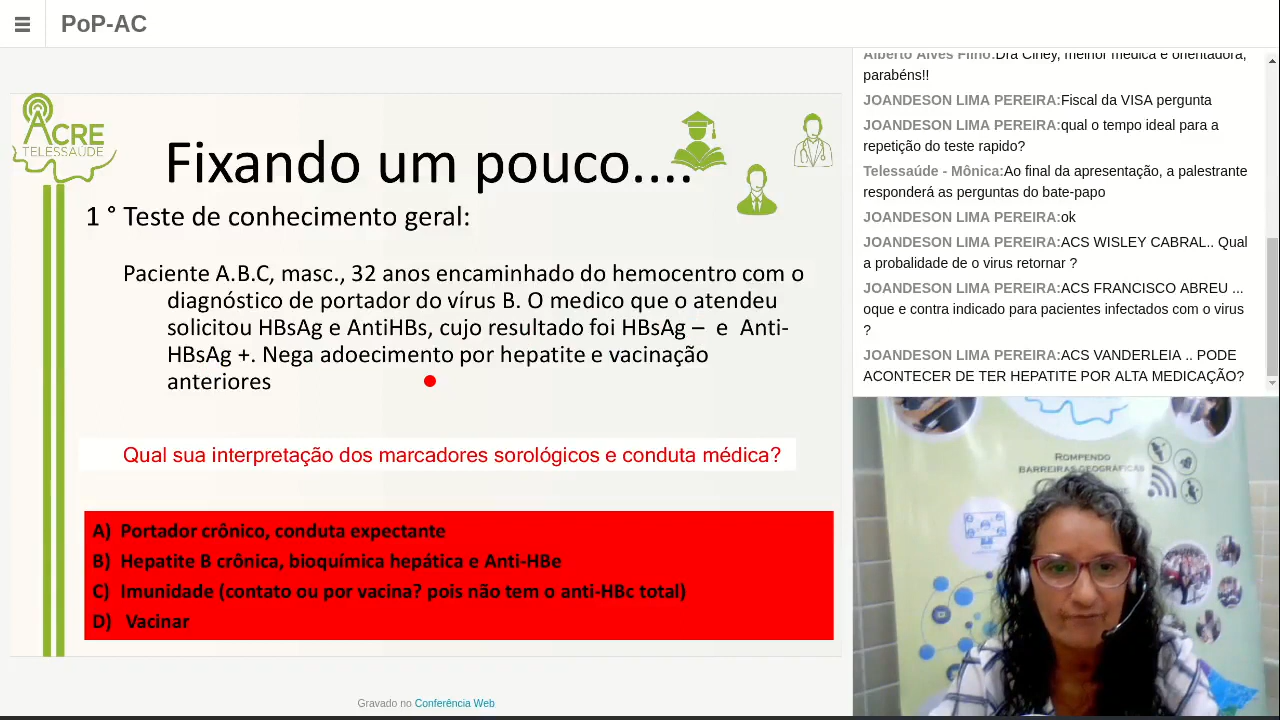 PoP-AC
ACRE
TELESSAÚDE
Fixando um pouco....
1 ° Teste de conhecimento geral:
Paciente A.B.C, masc., 32 anos encaminhado do hemocentro com o
diagnóstico de portador do vírus B. O medico que o atendeu
solicitou HBsAg e AntiHBs, cujo resultado foi HBsAg – e Anti-
HBsAg +. Nega adoecimento por hepatite e vacinação
anteriores
Qual sua interpretação dos marcadores sorológicos e conduta médica?
A) Portador crônico, conduta expectante
B) Hepatite B crônica, bioquímica hepática e Anti-HBe
C) Imunidade (contato ou por vacina? pois não tem o anti-HBc total)
D) Vacinar
Gravado no Conferência Web
Alberto Alves Filho:Dra Cirley, melhor médica e orientadora,
parabéns!!
JOANDESON LIMA PEREIRA:Fiscal da VISA pergunta
JOANDESON LIMA PEREIRA:qual o tempo ideal para a
repetição do teste rapido?
Telessaúde - Mônica:Ao final da apresentação, a palestrante
responderá as perguntas do bate-papo
JOANDESON LIMA PEREIRA:ok
JOANDESON LIMA PEREIRA:ACS WISLEY CABRAL.. Qual
a probalidade de o virus retornar ?
JOANDESON LIMA PEREIRA:ACS FRANCISCO ABREU ...
oque e contra indicado para pacientes infectados com o virus
?
JOANDESON LIMA PEREIRA:ACS VANDERLEIA .. PODE
ACONTECER DE TER HEPATITE POR ALTA MEDICAÇÃO?
ROMPENDO
BARREIRAS GEOGRÁFICAS